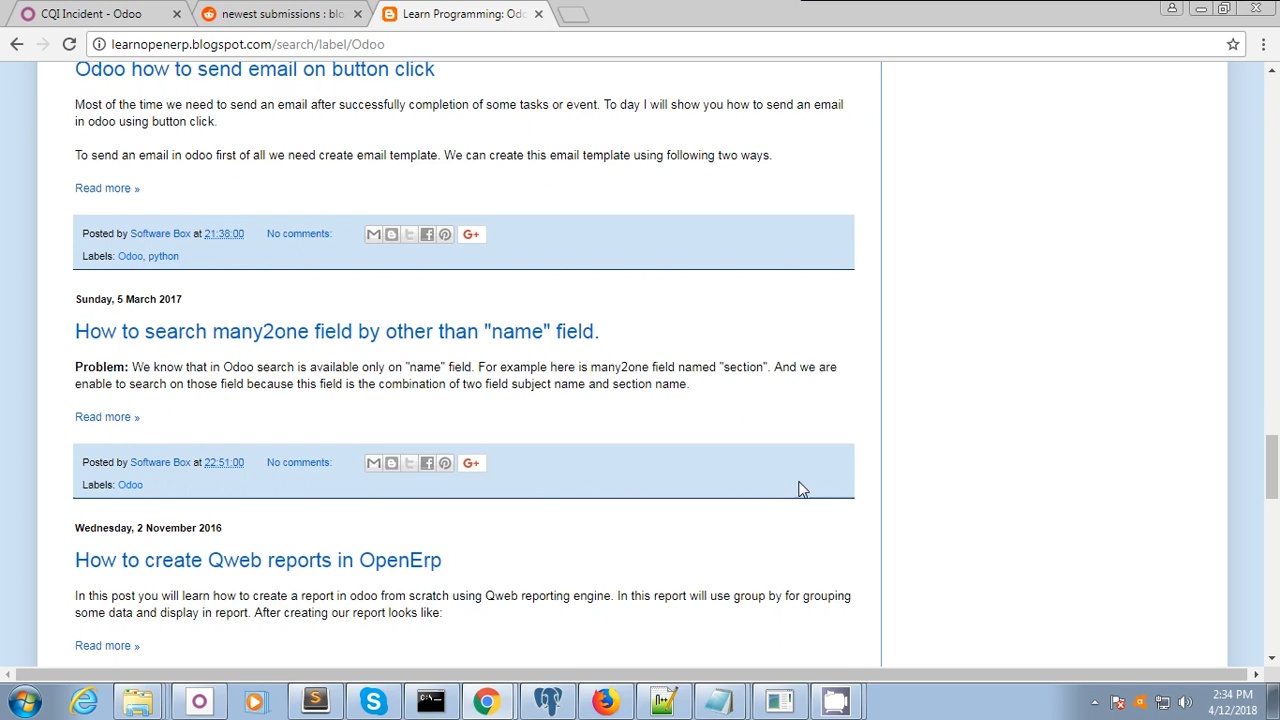 CQI Incident - Odoo
newest submissions : blo
Learn Programming: Odo
learnopenerp.blogspot.com/search/label/Odoo
Odoo how to send email on button click
Most of the time we need to send an email after successfully completion of some tasks or event. To day I will show you how to send an email
in odoo using button click.
To send an email in odoo first of all we need create email template. We can create this email template using following two ways.
Read more »
Posted by Software Box at 21:38:00 No comments:
G+
Labels: Odoo, python
Sunday, 5 March 2017
How to search many2one field by other than "name" field.
Problem: We know that in Odoo search is available only on "name" field. For example here is many2one field named "section". And we are
enable to search on those field because this field is the combination of two field subject name and section name.
Read more »
Posted by Software Box at 22:51:00 No comments:
G+
Labels: Odoo
Wednesday, 2 November 2016
How to create Qweb reports in OpenErp
In this post you will learn how to create a report in odoo from scratch using Qweb reporting engine. In this report will use group by for grouping
some data and display in report. After creating our report looks like:
Read more »
2:34 PM
4/12/2018